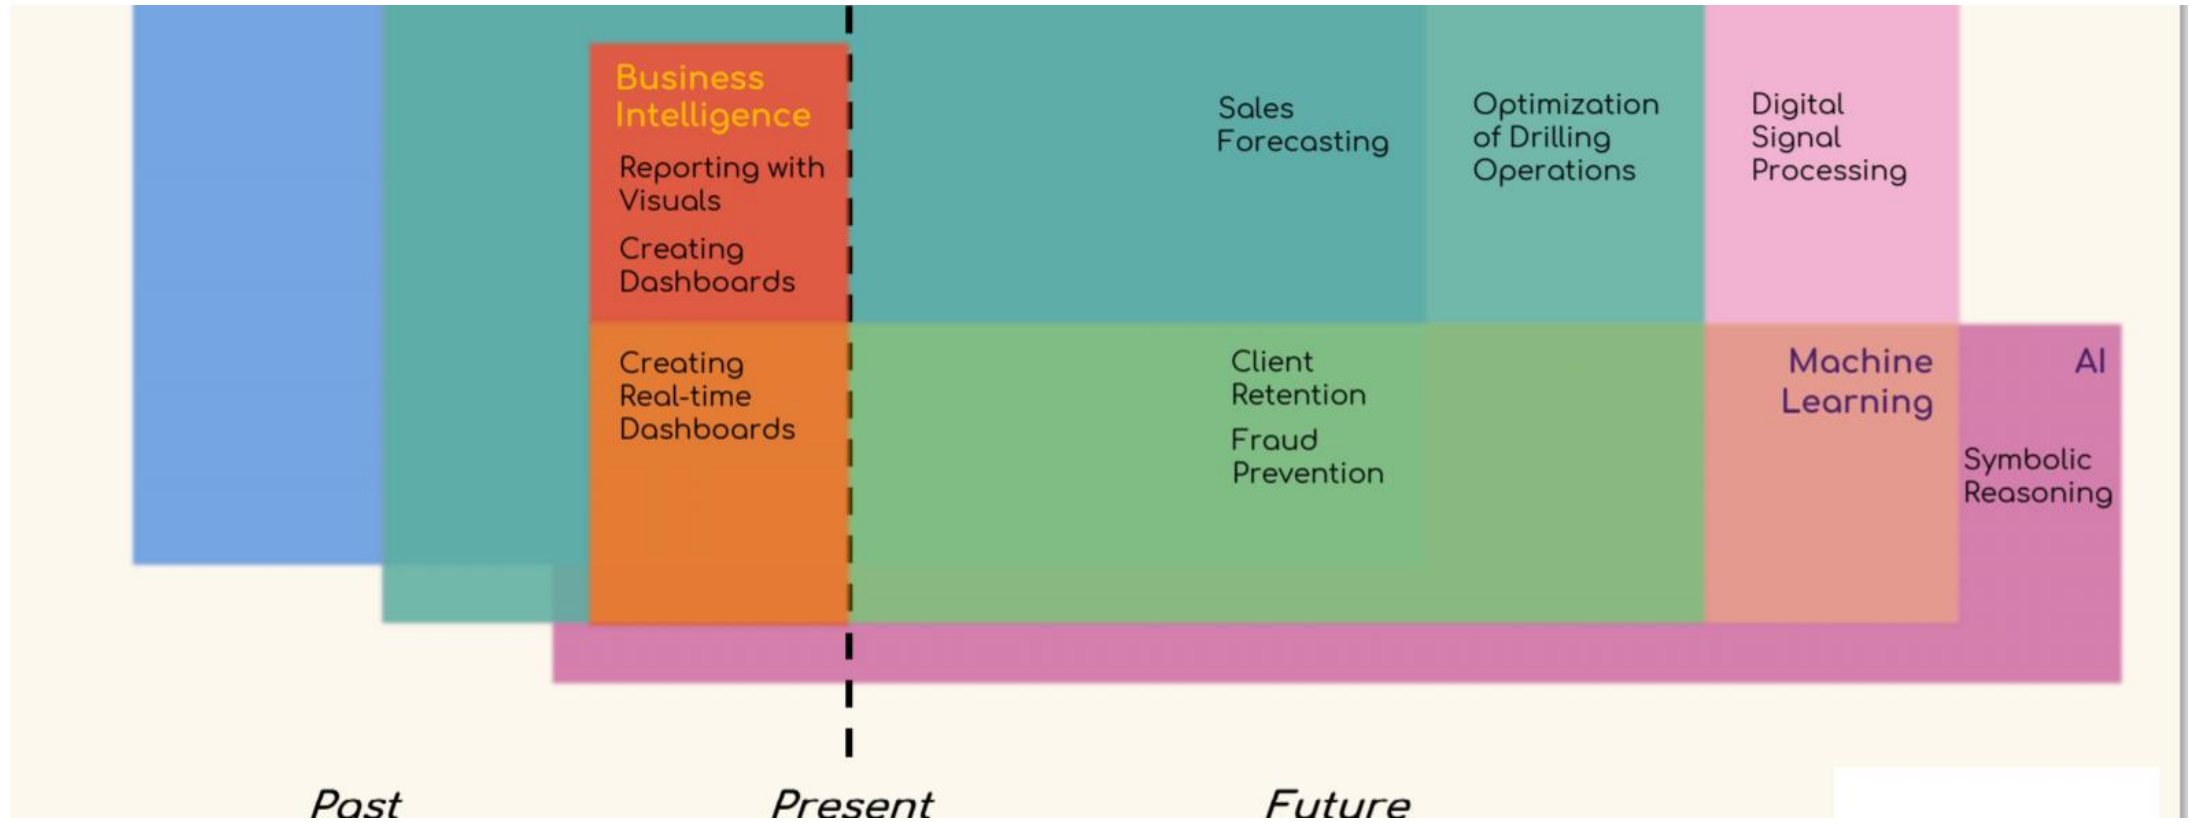 Business
Intelligence
Reporting with
Visuals
Creating
Dashboards
Sales
Forecasting
Optimization
of Drilling
Operations
Digital
Signal
Processing
Creating
Real-time
Dashboards
Client
Retention
Fraud
Prevention
Machine
Learning
AI
Symbolic
Reasoning
Past
Present
Future